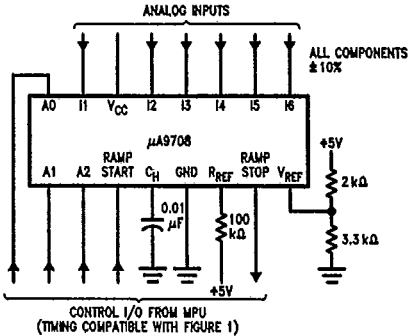 ANALOG INPUTS
ALL COMPONENTS
±10%
A0 I1 VCC I2 I3 I4 I5 I6
μA9708
RAMP RAMP
A1 A2 START CH GND RREF STOP VREF
+5V
2 kΩ
0.01
μF
100
kΩ
3.3 kΩ
+5V
CONTROL I/O FROM MPU
(TIMING COMPATIBLE WITH FIGURE 1)